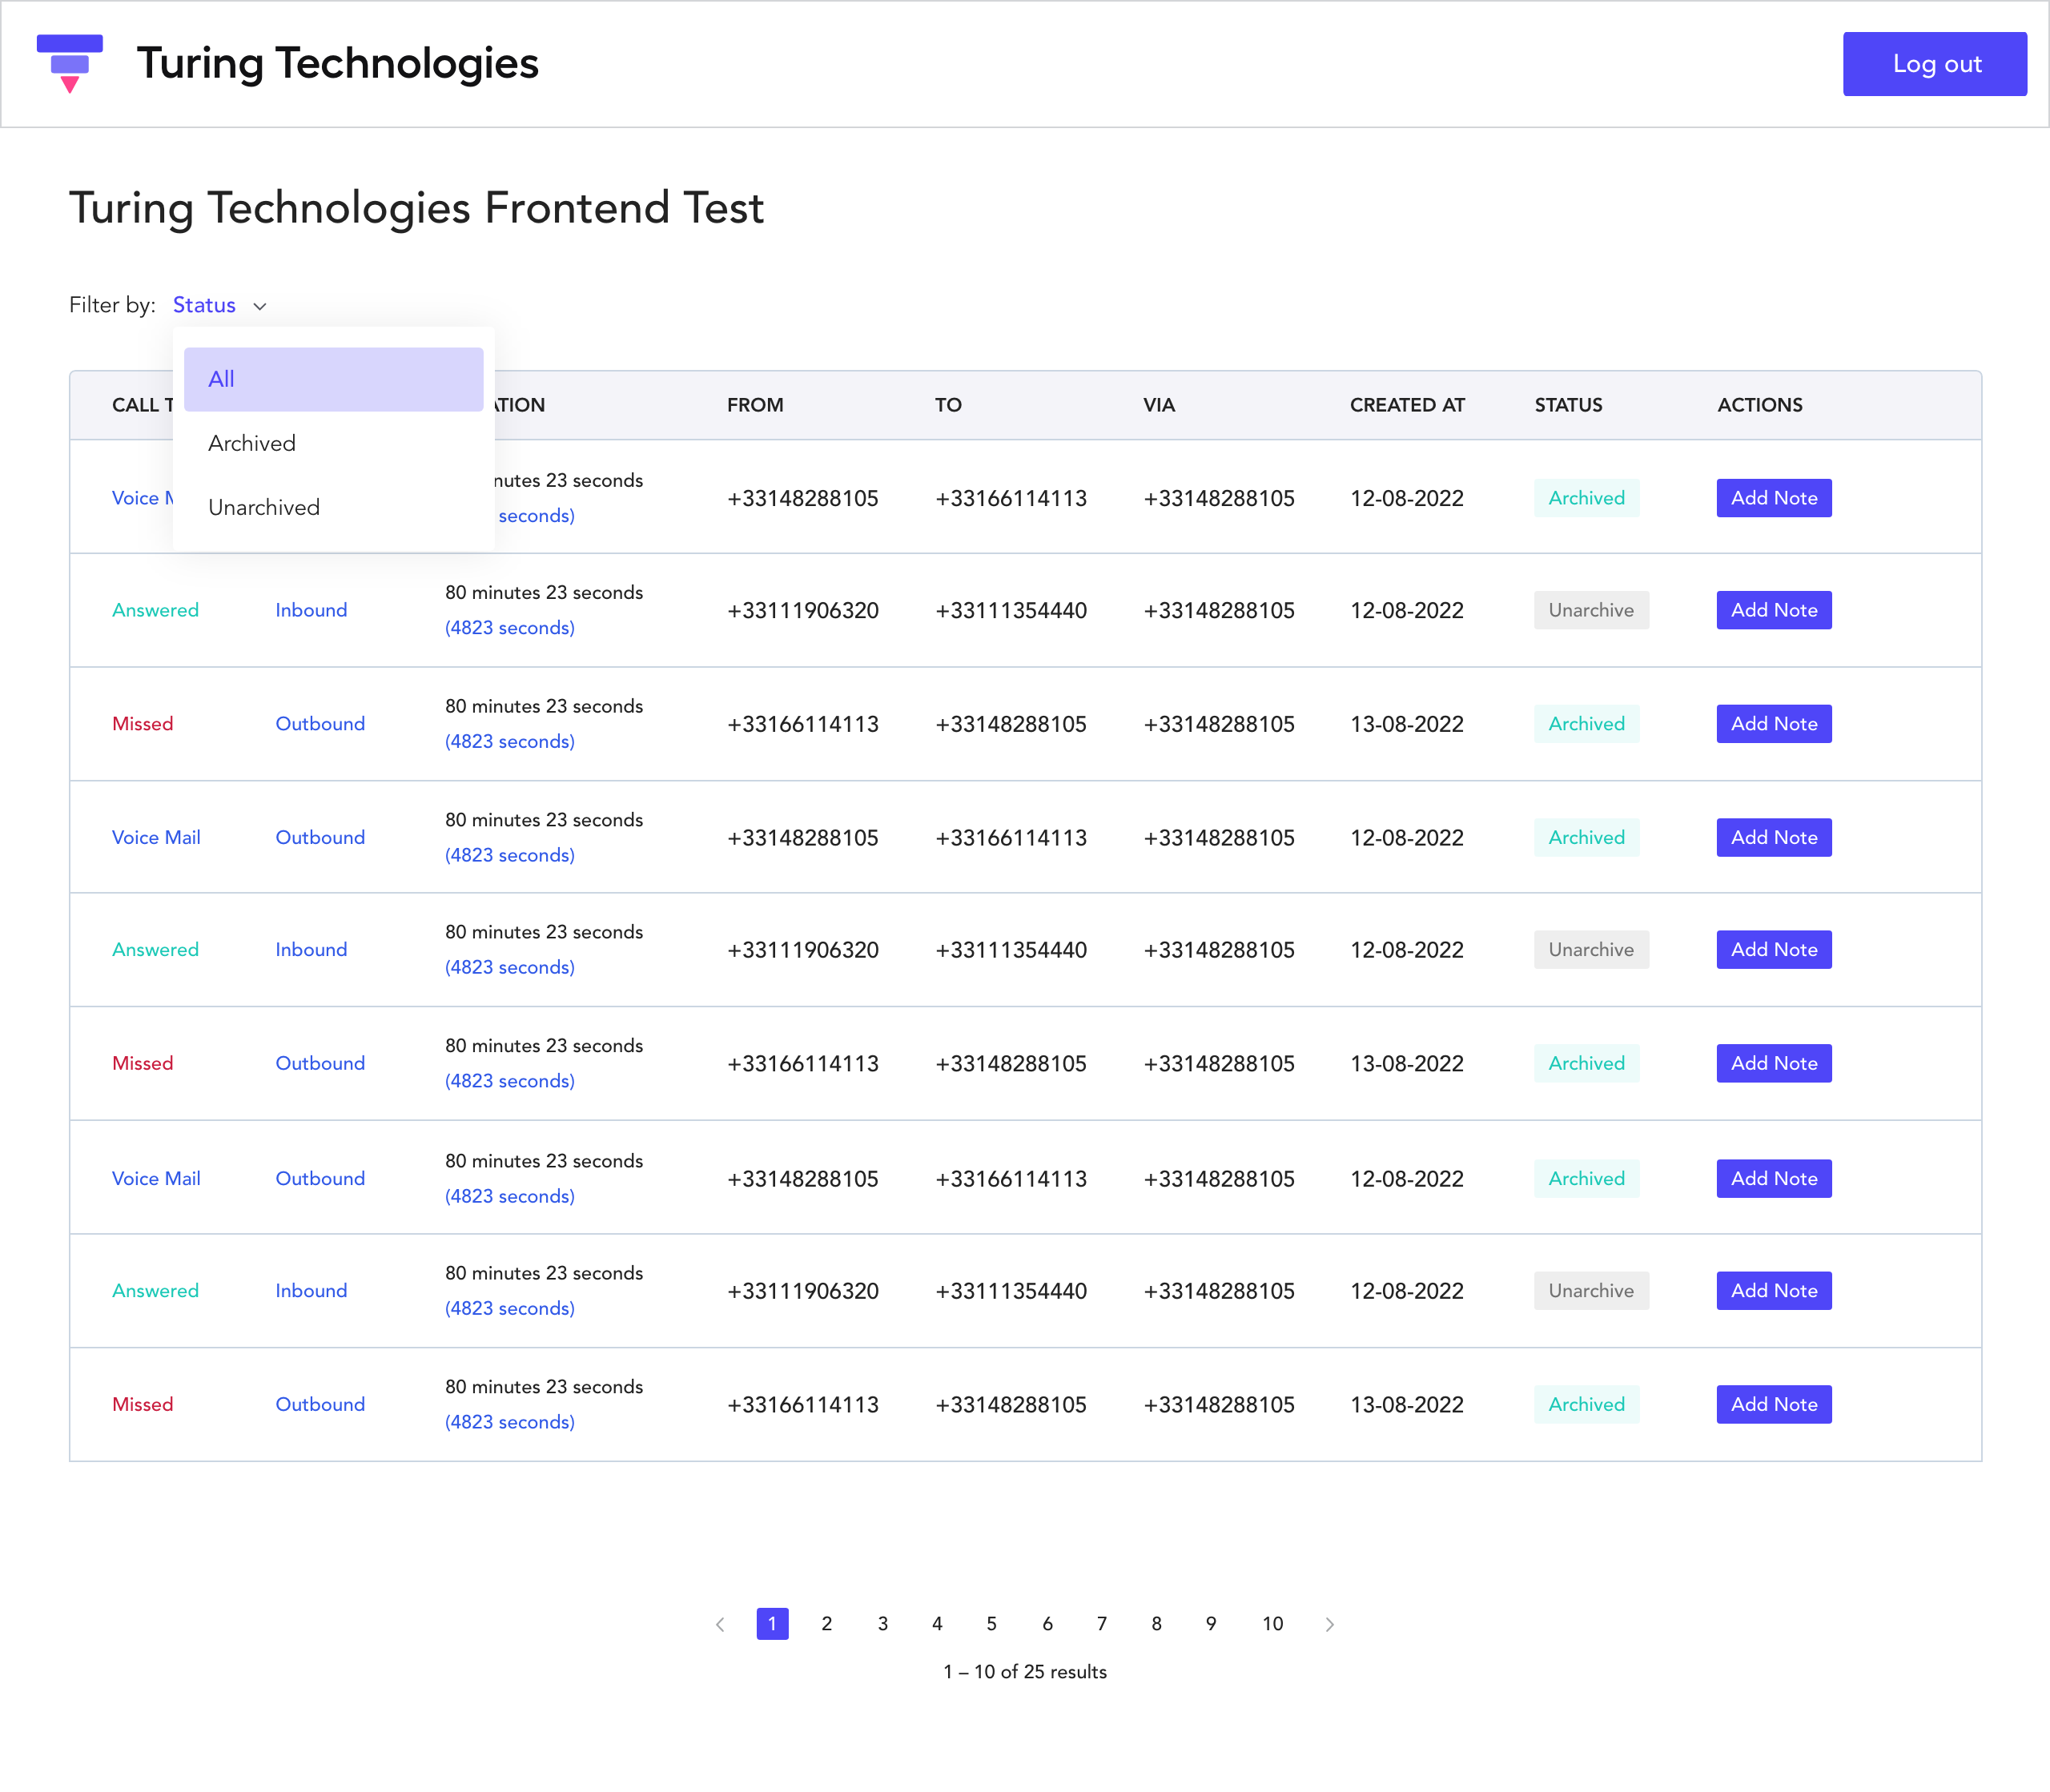 Turing Technologies
Log out
Turing Technologies Frontend Test
Filter by: Status
All
Archived
Unarchived
CALL FROM TO VIA CREATED AT STATUS ACTIONS
Voice 23 seconds +33148288105 +33166114113 +33148288105 12-08-2022 Archived Add Note
seconds)
80 minutes 23 seconds
Answered Inbound +33111906320 +33111354440 +33148288105 12-08-2022 Unarchive Add Note
(4823 seconds)
80 minutes 23 seconds
Missed Outbound +33166114113 +33148288105 +33148288105 13-08-2022 Archived Add Note
(4823 seconds)
80 minutes 23 seconds
Voice Mail Outbound +33148288105 +33166114113 +33148288105 12-08-2022 Archived Add Note
(4823 seconds)
80 minutes 23 seconds
Answered Inbound +33111906320 +33111354440 +33148288105 12-08-2022 Unarchive Add Note
(4823 seconds)
80 minutes 23 seconds
Missed Outbound +33166114113 +33148288105 +33148288105 13-08-2022 Archived Add Note
(4823 seconds)
80 minutes 23 seconds
Voice Mail Outbound +33148288105 +33166114113 +33148288105 12-08-2022 Archived Add Note
(4823 seconds)
80 minutes 23 seconds
Answered Inbound +33111906320 +33111354440 +33148288105 12-08-2022 Unarchive Add Note
(4823 seconds)
80 minutes 23 seconds
Missed Outbound +33166114113 +33148288105 +33148288105 13-08-2022 Archived Add Note
(4823 seconds)
1 2 3 4 5 6 7 8 9 10
1 – 10 of 25 results